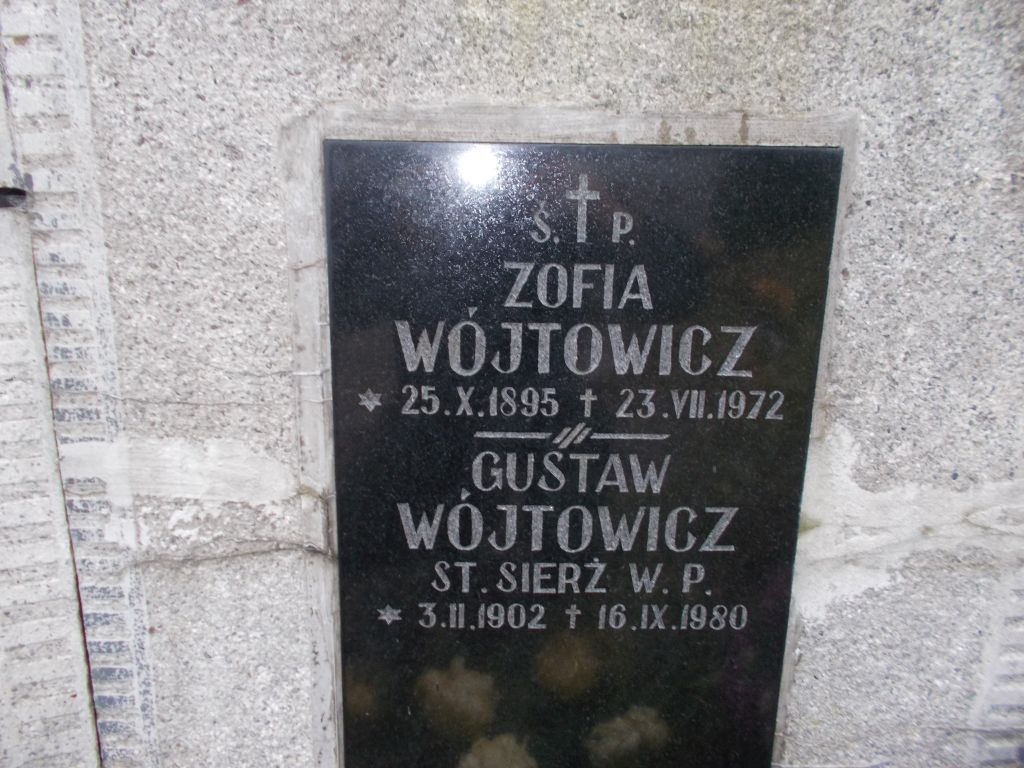 Ś. P.
ZOFIA
WÓJTOWICZ
25.X.1895 † 23.VII.1972
GUSTAW
WÓJTOWICZ
ST. SIERŻ W. P.
3.II.1902 † 16.IX.1980